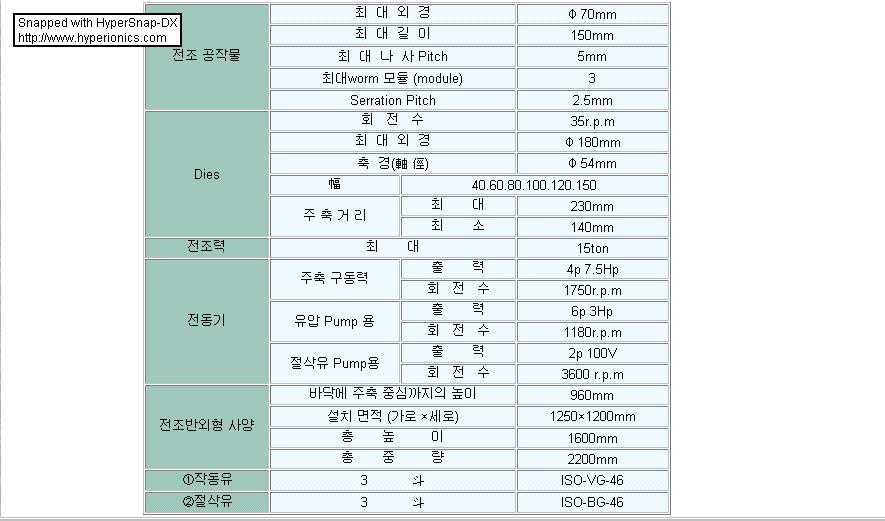 Snapped with HyperSnap-DX
http://www.hyperionics.com
전조 공작물
최 대 외 경 Φ 70mm
최 대 길 이 150mm
최 대 나 사 Pitch 5mm
최대worm 모듈 (module) 3
Serration Pitch 2.5mm
Dies
회 전 수 35r.p.m
최 대 외 경 Φ 180mm
축 경(軸 徑) Φ 54mm
幅 40.60.80.100.120.150
주 축 거 리
최 대 230mm
최 소 140mm
전조력 최 대 15ton
전동기
주축 구동력
출 력 4p 7.5Hp
회 전 수 1750r.p.m
유압 Pump 용
출 력 6p 3Hp
회 전 수 1180r.p.m
절삭유 Pump용
출 력 2p 100V
회 전 수 3600 r.p.m
전조반외형 사양
바닥에 주축 중심까지의 높이 960mm
설치 면적 (가로 ×세로) 1250×1200mm
총 높 이 1600mm
총 중 량 2200mm
①작동유 3 斗 ISO-VG-46
②절삭유 3 斗 ISO-BG-46